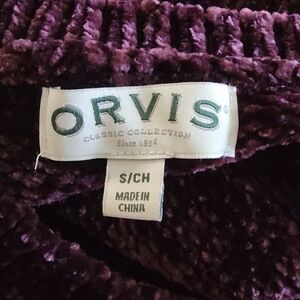 ORVIS
CLASSIC COLLECTION
Since 1856
S/CH
MADE IN
CHINA